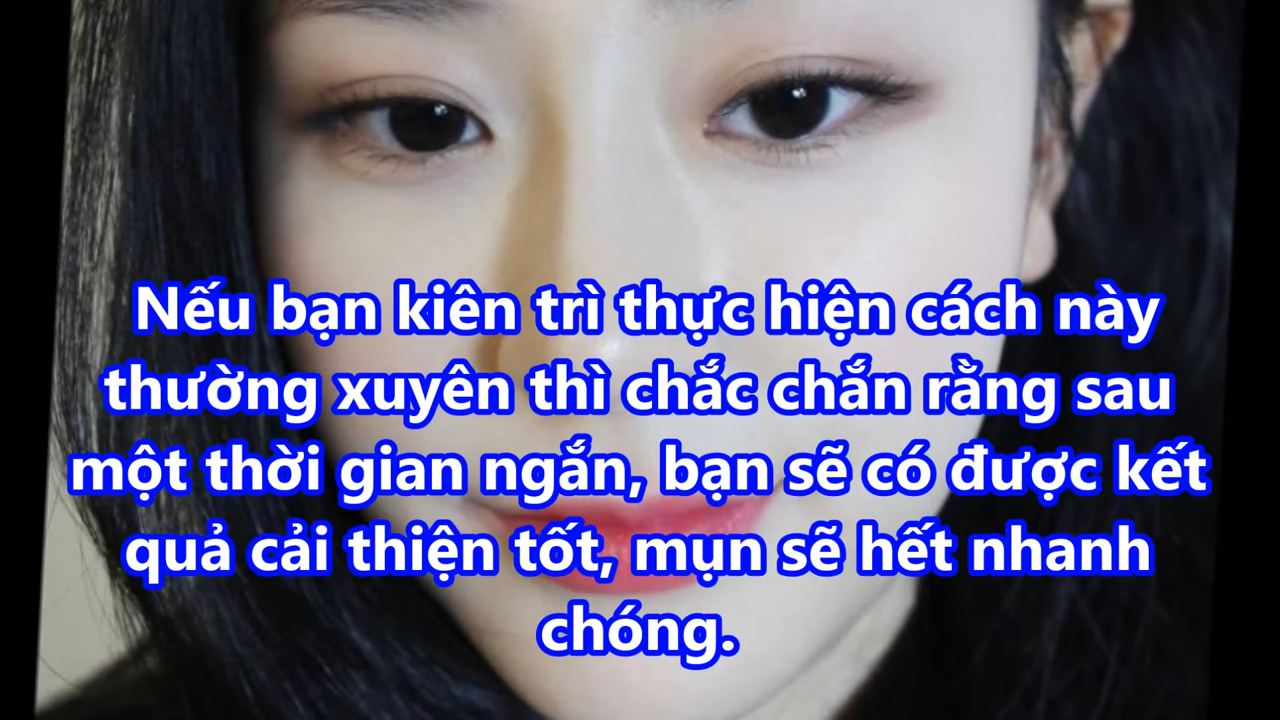 Nếu bạn kiên trì thực hiện cách này
thường xuyên thì chắc chắn rằng sau
một thời gian ngắn, bạn sẽ có được kết
quả cải thiện tốt, mụn sẽ hết nhanh
chóng.